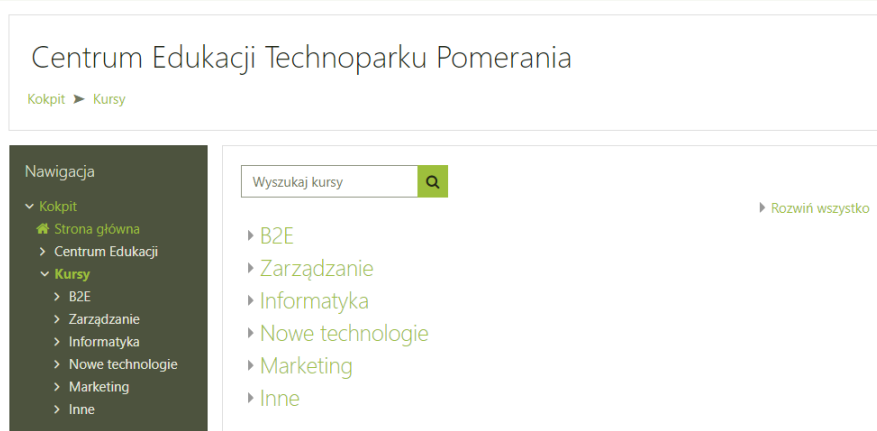 Centrum Edukacji Technoparku Pomerania
Kokpit ➤ Kursy
Nawigacja
Kokpit
Strona główna
Centrum Edukacji
Kursy
B2E
Zarządzanie
Informatyka
Nowe technologie
Marketing
Inne
Wyszukaj kursy
Rozwiń wszystko
B2E
Zarządzanie
Informatyka
Nowe technologie
Marketing
Inne